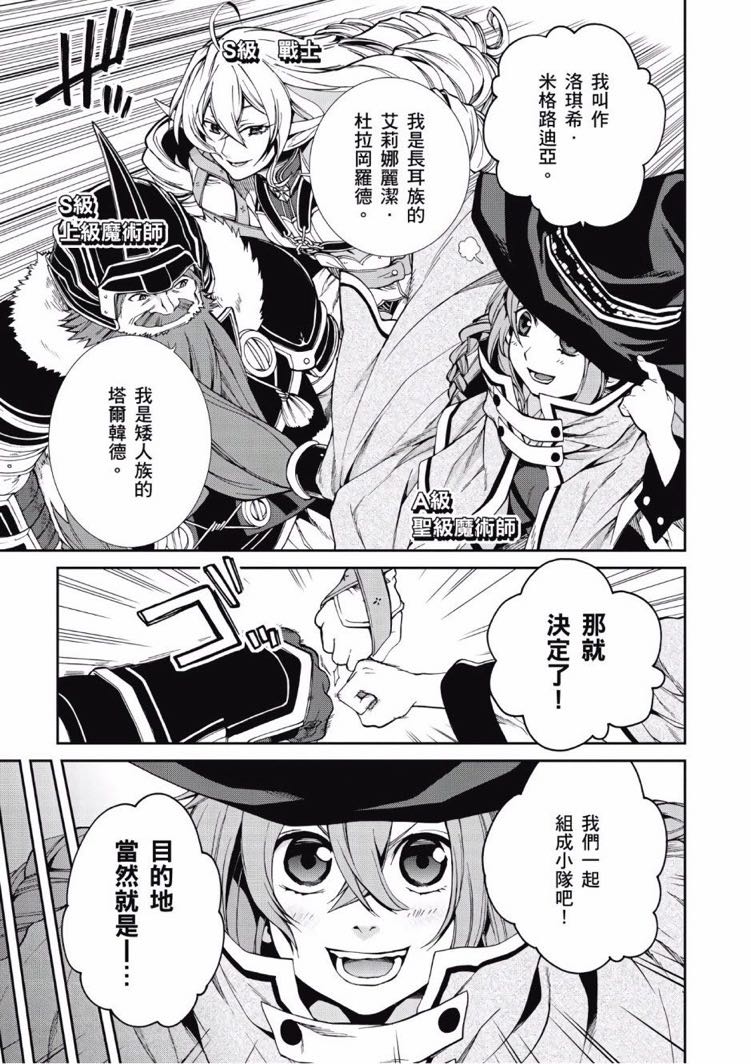 我叫作
洛琪希．
米格路迪亞。
A級
聖級魔術師
S級　戰士
我是長耳族的
艾莉娜麗潔．
杜拉岡羅德。
S級
上級魔術師
我是矮人族的
塔爾韓德。
バッ
ゴッ
那就
決定了！
我們一起
組成小隊吧！
目的地
當然就是──…